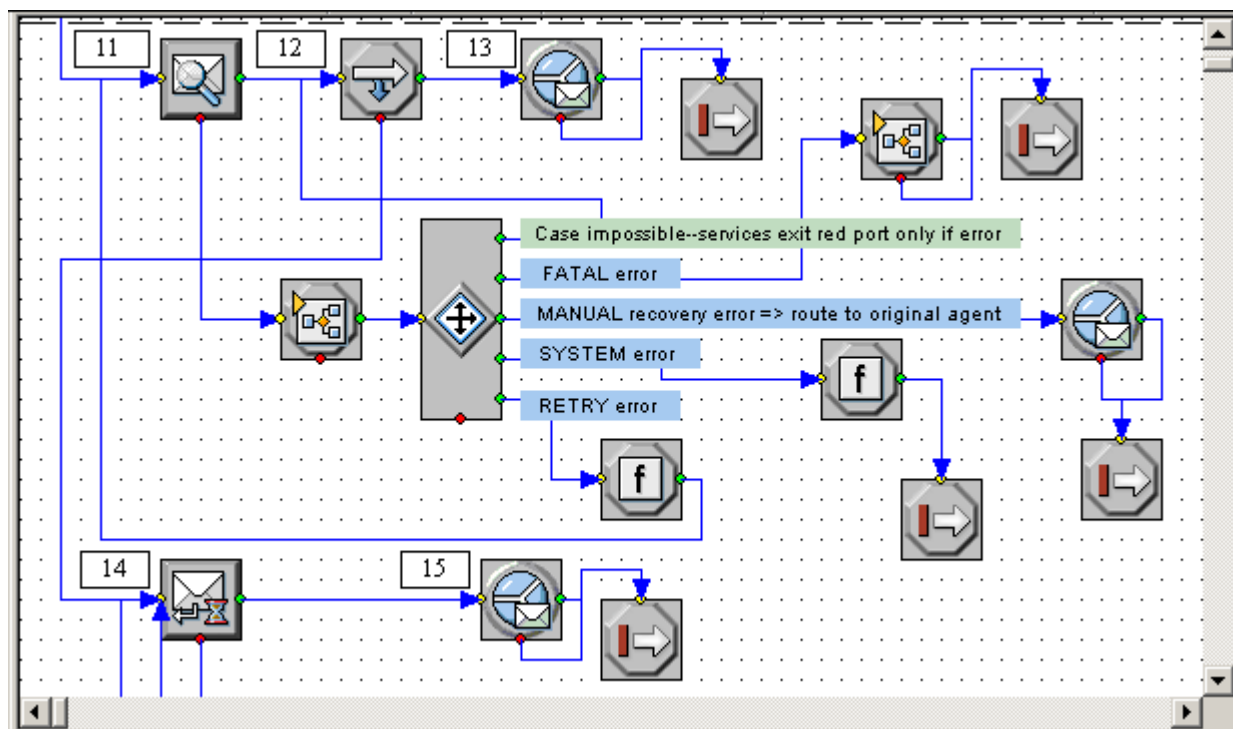 11
12
13
Case impossible--services exit red port only if error
FATAL error
MANUAL recovery error => route to original agent
SYSTEM error
f
RETRY error
f
14
15